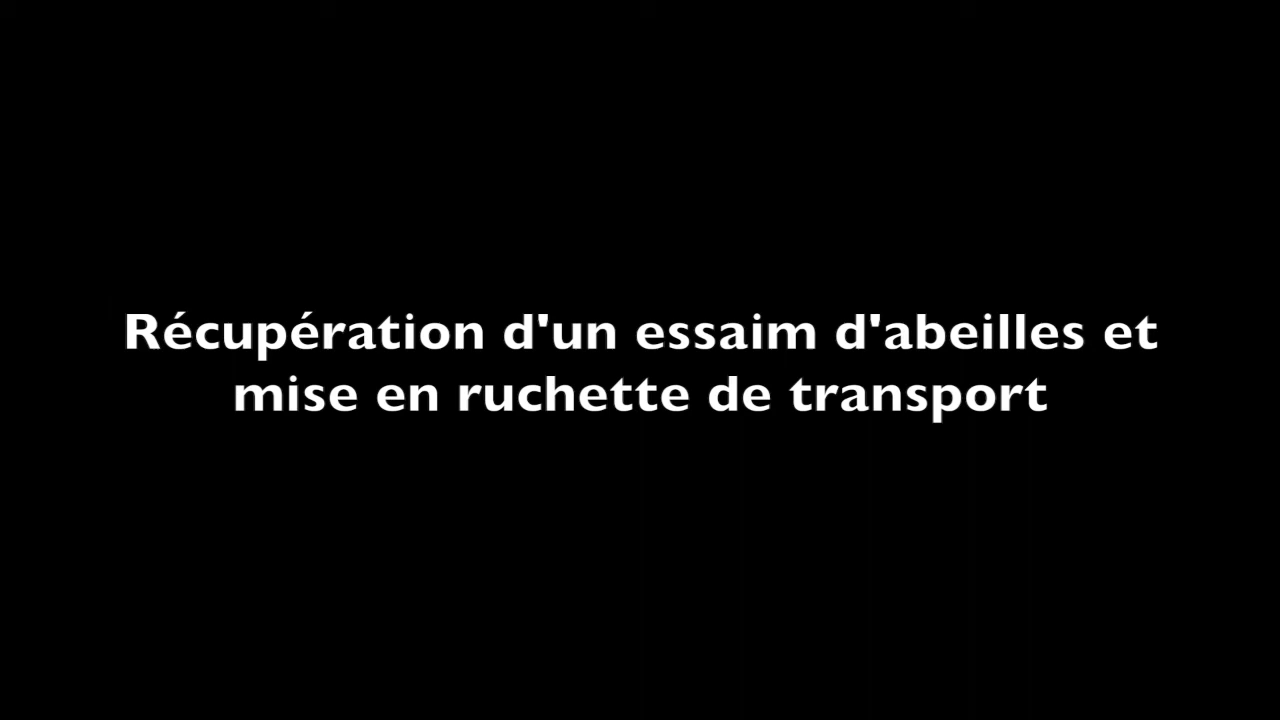 Récupération d'un essaim d'abeilles et
mise en ruchette de transport